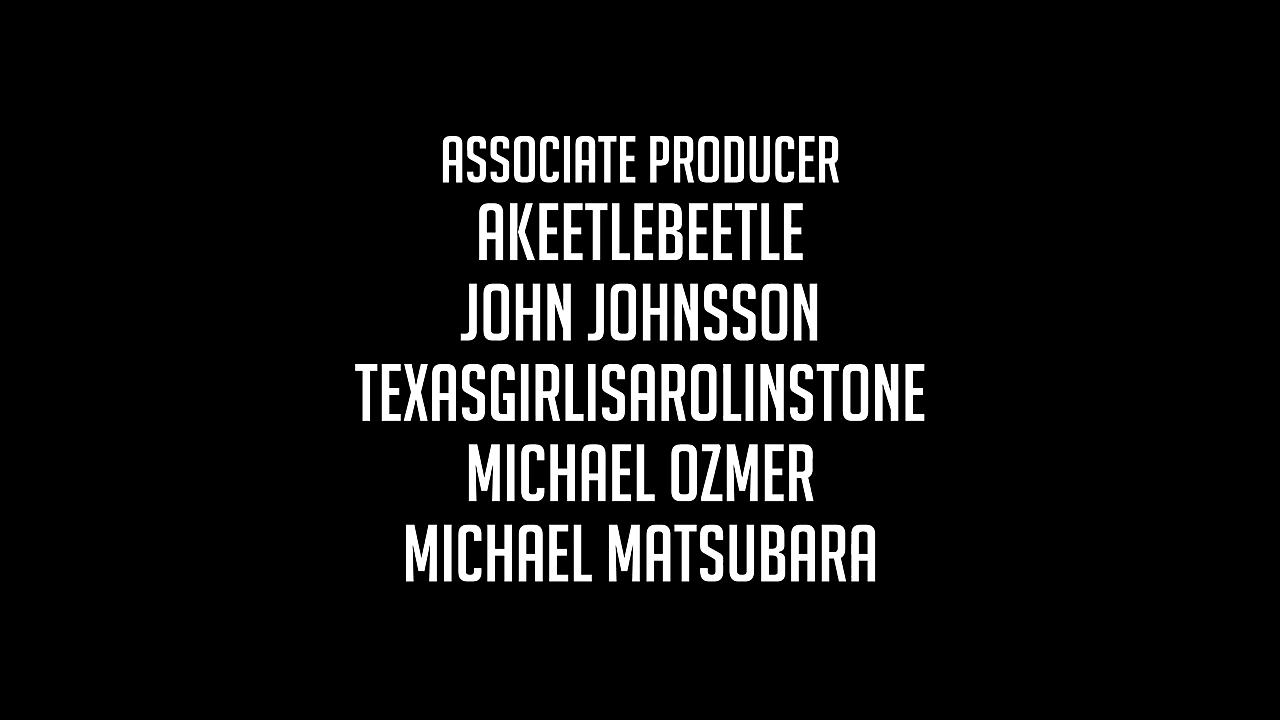 ASSOCIATE PRODUCER
AKEETLEBEETLE
JOHN JOHNSSON
TEXASGIRLISAROLINSTONE
MICHAEL OZMER
MICHAEL MATSUBARA